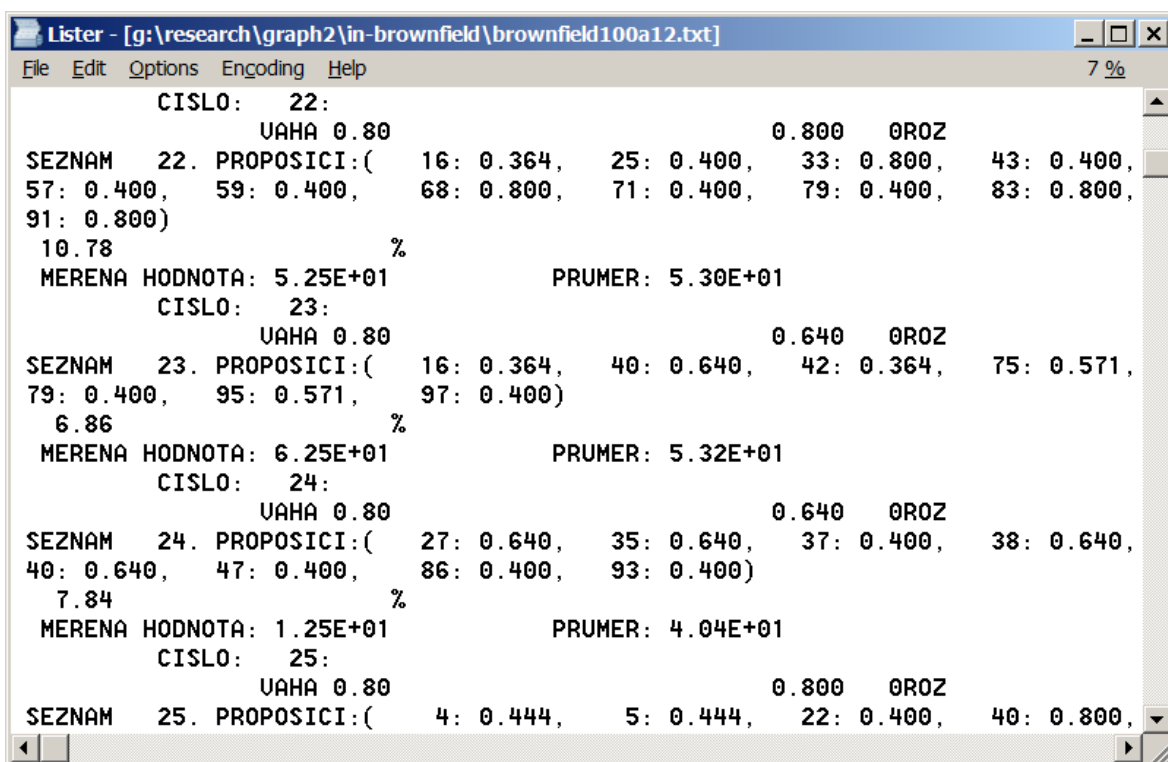 Lister - [g:\research\graph2\in-brownfield\brownfield100a12.txt]
File Edit Options Encoding Help 7 %
CISLO: 22:
VAHA 0.80 0.800 0ROZ
SEZNAM 22. PROPOSICI:( 16: 0.364, 25: 0.400, 33: 0.800, 43: 0.400,
57: 0.400, 59: 0.400, 68: 0.800, 71: 0.400, 79: 0.400, 83: 0.800,
91: 0.800)
10.78 %
MERENA HODNOTA: 5.25E+01 PRUMER: 5.30E+01
CISLO: 23:
VAHA 0.80 0.640 0ROZ
SEZNAM 23. PROPOSICI:( 16: 0.364, 40: 0.640, 42: 0.364, 75: 0.571,
79: 0.400, 95: 0.571, 97: 0.400)
6.86 %
MERENA HODNOTA: 6.25E+01 PRUMER: 5.32E+01
CISLO: 24:
VAHA 0.80 0.640 0ROZ
SEZNAM 24. PROPOSICI:( 27: 0.640, 35: 0.640, 37: 0.400, 38: 0.640,
40: 0.640, 47: 0.400, 86: 0.400, 93: 0.400)
7.84 %
MERENA HODNOTA: 1.25E+01 PRUMER: 4.04E+01
CISLO: 25:
VAHA 0.80 0.800 0ROZ
SEZNAM 25. PROPOSICI:( 4: 0.444, 5: 0.444, 22: 0.400, 40: 0.800,